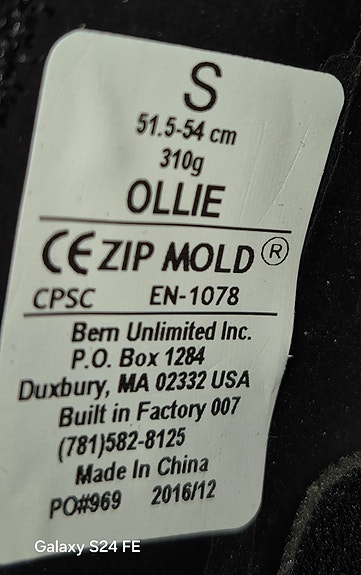 S
51.5-54 cm
310g
OLLIE
CE ZIP MOLD®
CPSC EN-1078
Bern Unlimited Inc.
P.O. Box 1284
Duxbury, MA 02332 USA
Built in Factory 007
(781)582-8125
Made In China
PO#969 2016/12
Galaxy S24 FE